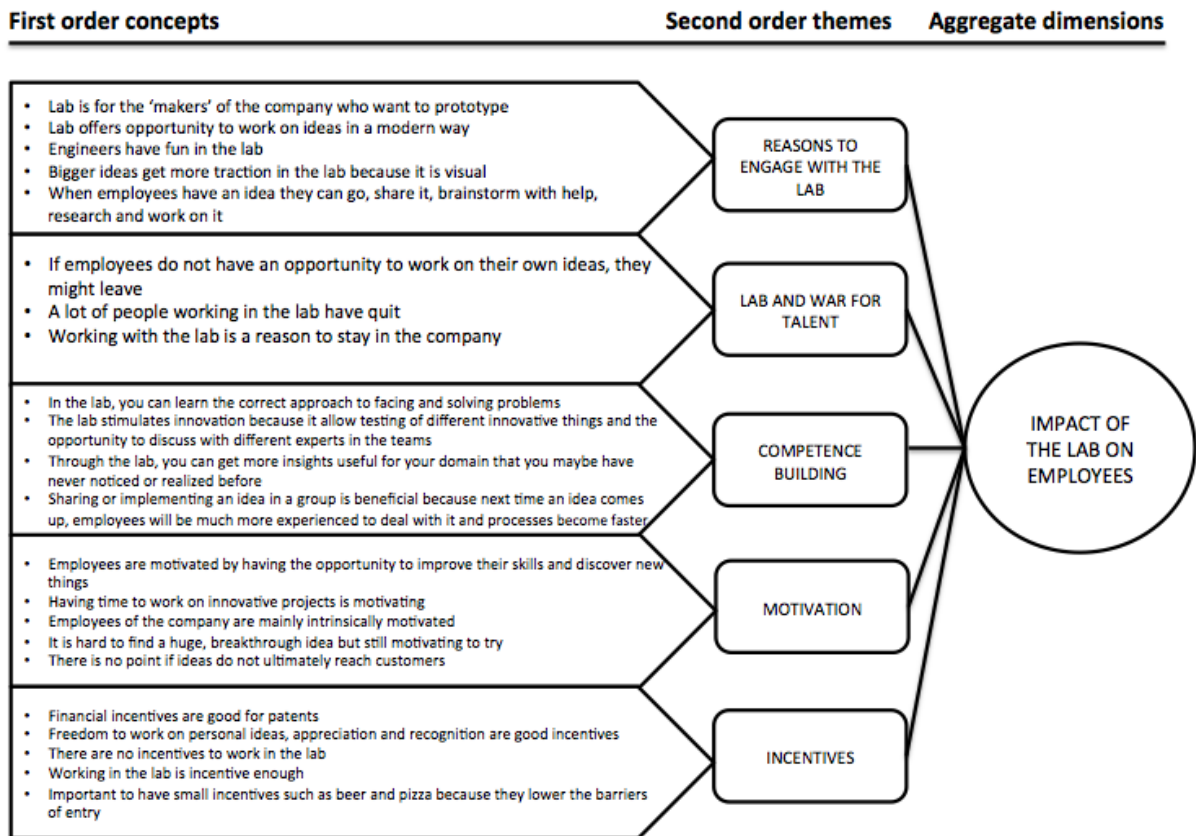 First order concepts
Second order themes
Aggregate dimensions
• Lab is for the ‘makers’ of the company who want to prototype
• Lab offers opportunity to work on ideas in a modern way
• Engineers have fun in the lab
• Bigger ideas get more traction in the lab because it is visual
• When employees have an idea they can go, share it, brainstorm with help,
research and work on it
REASONS TO
ENGAGE WITH THE
LAB
• If employees do not have an opportunity to work on their own ideas, they
might leave
• A lot of people working in the lab have quit
• Working with the lab is a reason to stay in the company
LAB AND WAR FOR
TALENT
• In the lab, you can learn the correct approach to facing and solving problems
• The lab stimulates innovation because it allow testing of different innovative things and the
opportunity to discuss with different experts in the teams
• Through the lab, you can get more insights useful for your domain that you maybe have
never noticed or realized before
• Sharing or implementing an idea in a group is beneficial because next time an idea comes
up, employees will be much more experienced to deal with it and processes become faster
COMPETENCE
BUILDING
• Employees are motivated by having the opportunity to improve their skills and discover new
things
• Having time to work on innovative projects is motivating
• Employees of the company are mainly intrinsically motivated
• It is hard to find a huge, breakthrough idea but still motivating to try
• There is no point if ideas do not ultimately reach customers
MOTIVATION
• Financial incentives are good for patents
• Freedom to work on personal ideas, appreciation and recognition are good incentives
• There are no incentives to work in the lab
• Working in the lab is incentive enough
• Important to have small incentives such as beer and pizza because they lower the barriers
of entry
INCENTIVES
IMPACT OF
THE LAB ON
EMPLOYEES